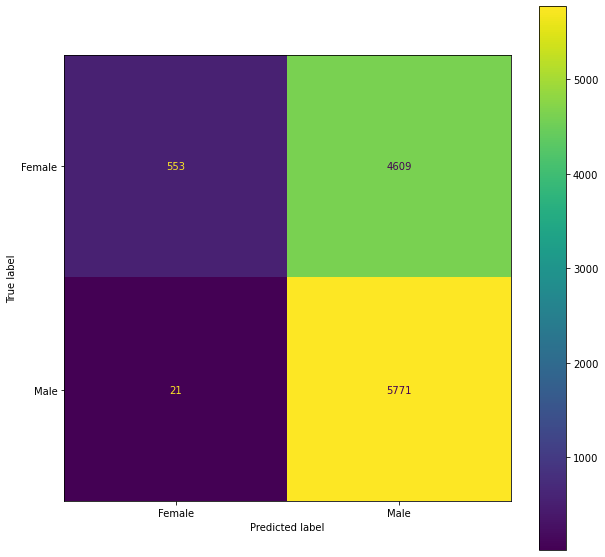 5000
Female
553
4609
4000
True label
3000
2000
Male
21
5771
1000
Female
Male
Predicted label